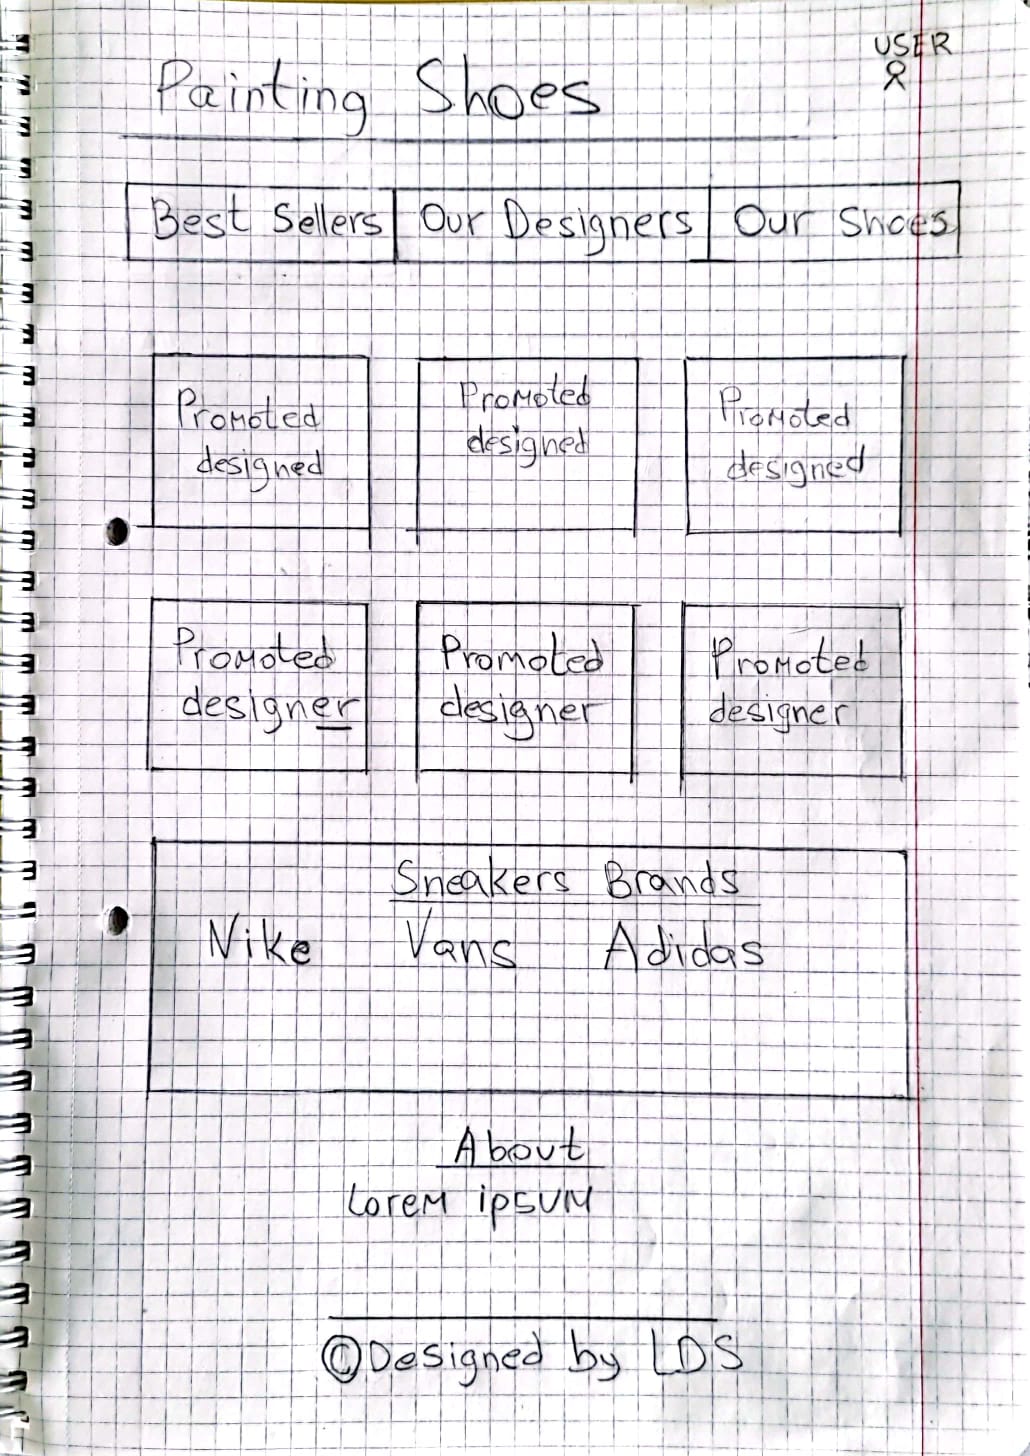 USER
Painting Shoes
Best Sellers Our Designers Our Shoes
Promoted designed
Promoted designed
Promoted designed
Promoted designer
Promoted designer
Promoted designer
Sneakers Brands
Nike Vans Adidas
About
Lorem ipsum
©Designed by LDS